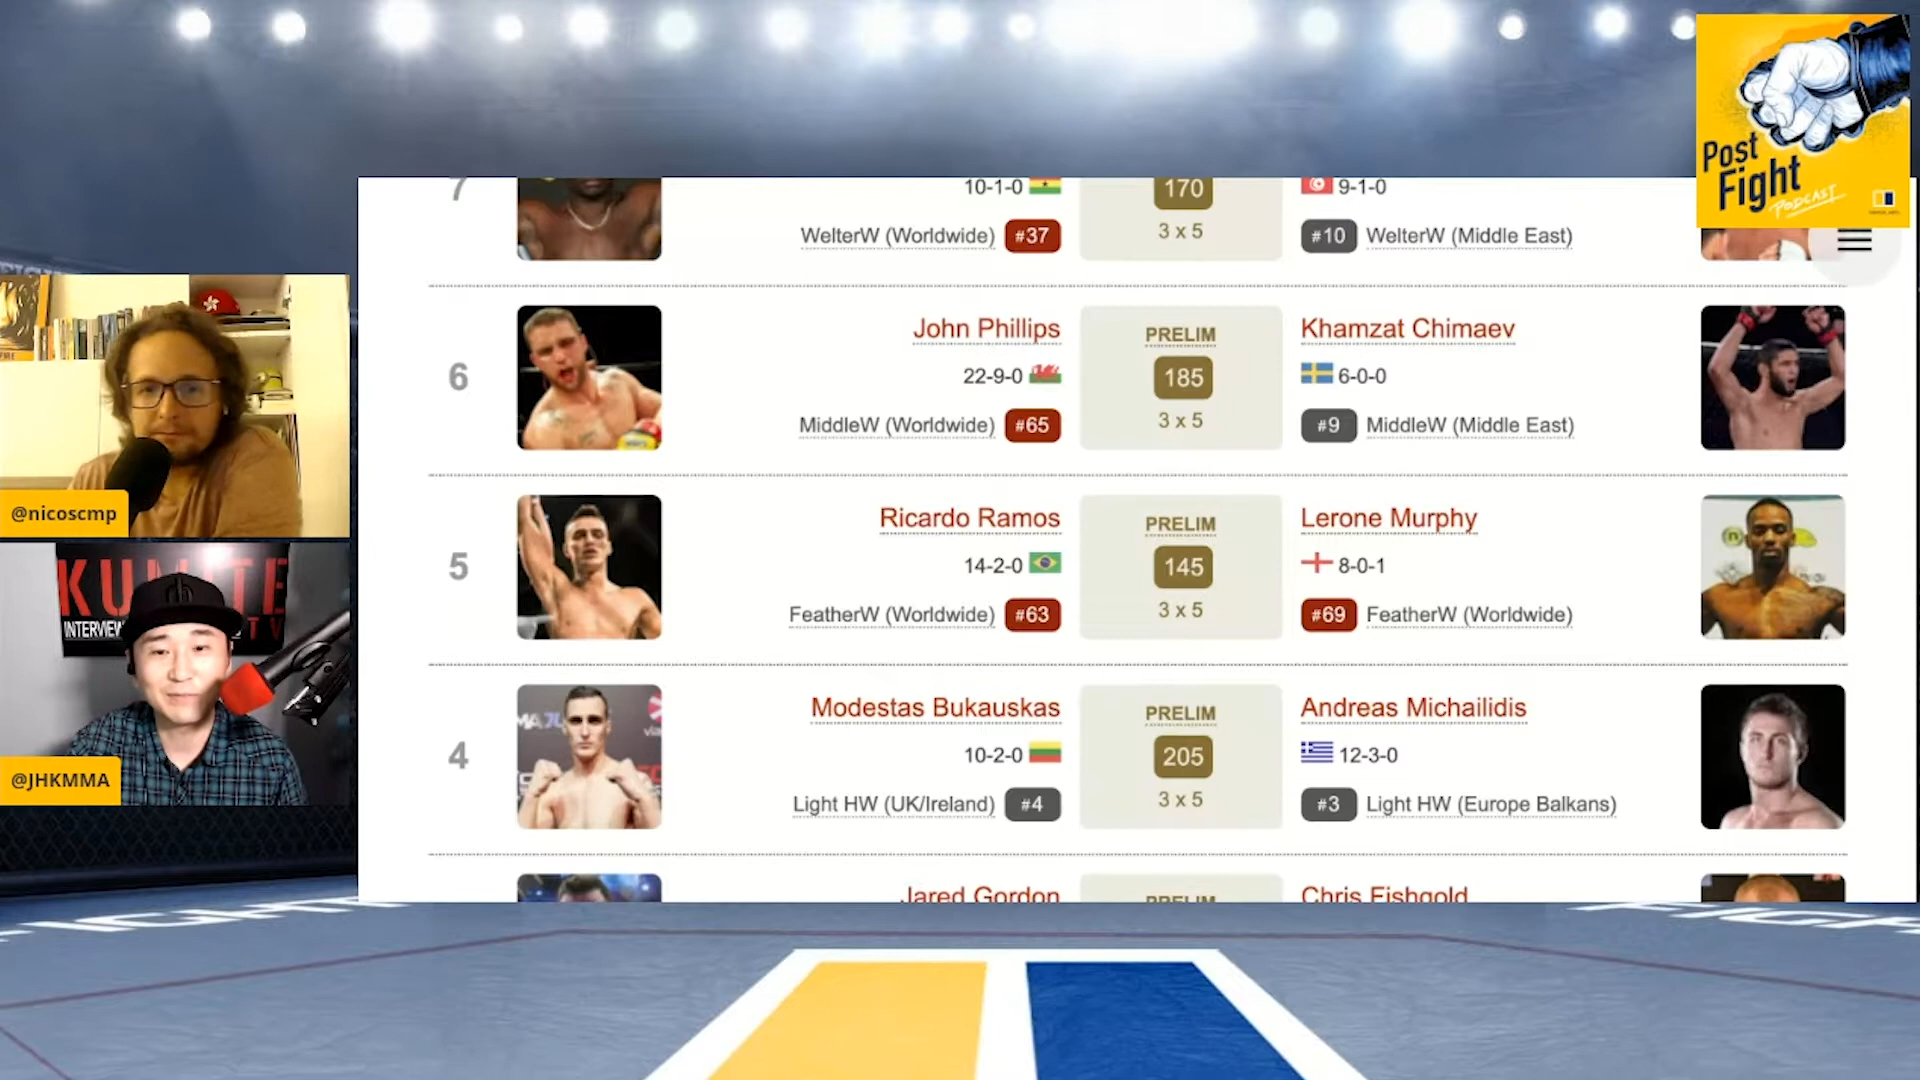 Post
Fight
PODCAST
7
10-1-0
170
9-1-0
WelterW (Worldwide) #37
3 x 5
#10 WelterW (Middle East)
6
John Phillips
PRELIM
Khamzat Chimaev
22-9-0
185
6-0-0
MiddleW (Worldwide) #65
3 x 5
#9 MiddleW (Middle East)
5
Ricardo Ramos
PRELIM
Lerone Murphy
14-2-0
145
8-0-1
FeatherW (Worldwide) #63
3 x 5
#69 FeatherW (Worldwide)
4
Modestas Bukauskas
PRELIM
Andreas Michailidis
10-2-0
205
12-3-0
Light HW (UK/Ireland) #4
3 x 5
#3 Light HW (Europe Balkans)
Jared Gordon
PRELIM
Chris Fishgold
@nicoscmp
@JHKMMA